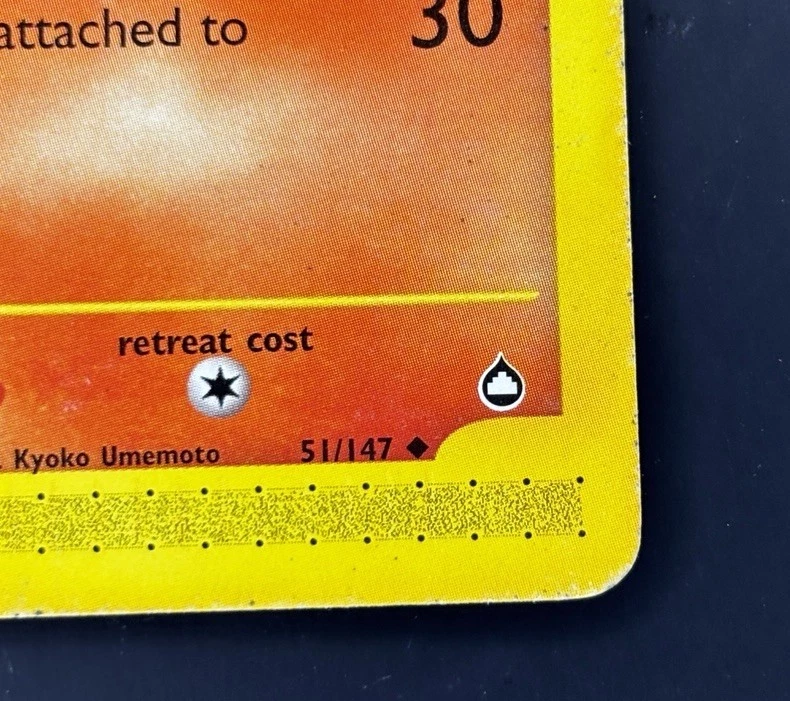 attached to 30
retreat cost
. Kyoko Umemoto 51/147